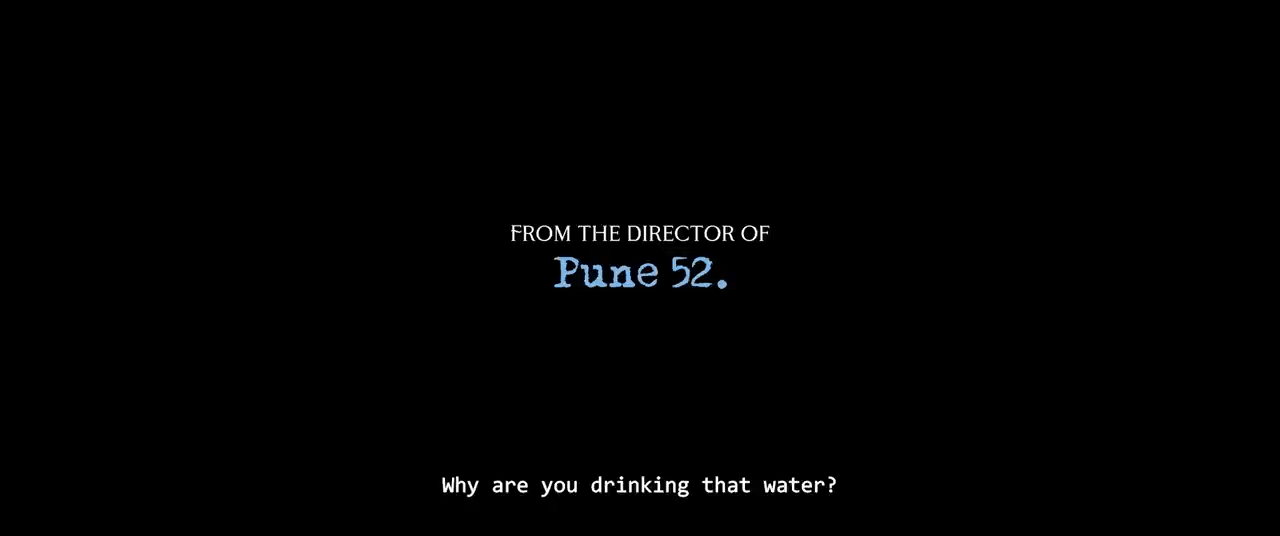 FROM THE DIRECTOR OF
Pune 52.
Why are you drinking that water?